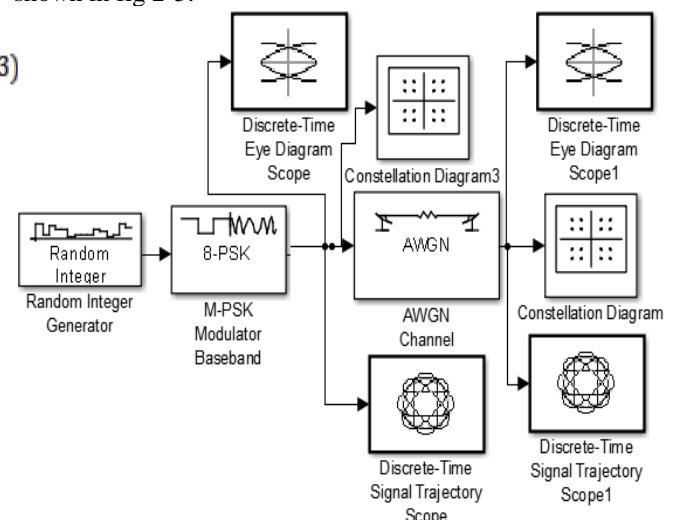 shown in fig 2-3.
3)
Discrete-Time
Eye Diagram
Scope
Constellation Diagram3
Discrete-Time
Eye Diagram
Scope1
Random
Integer
Random Integer
Generator
8-PSK
M-PSK
Modulator
Baseband
AWGN
AWGN
Channel
Constellation Diagram
Discrete-Time
Signal Trajectory
Scope
Discrete-Time
Signal Trajectory
Scope1